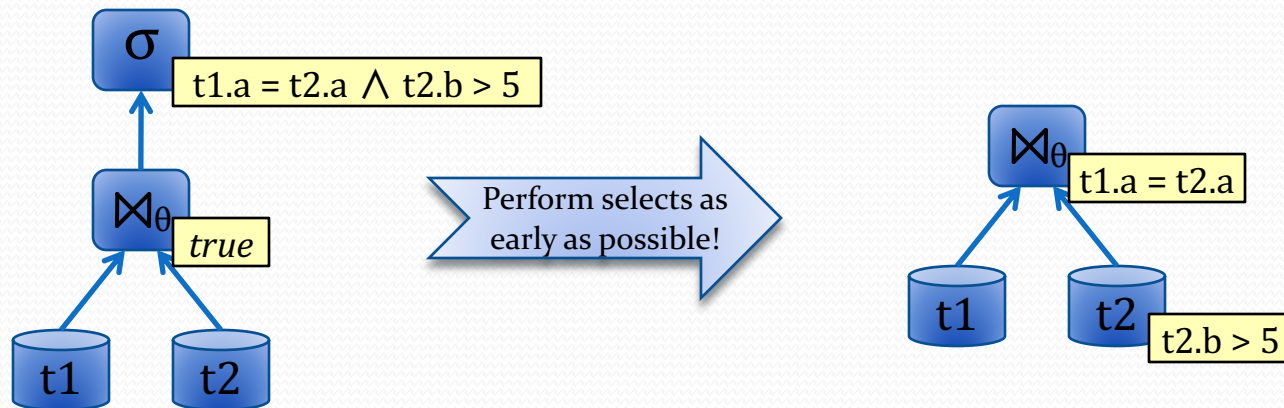 σ
t1.a = t2.a ∧ t2.b > 5
⋈θ
true
t1
t2
Perform selects as
early as possible!
⋈θ
t1.a = t2.a
t1
t2
t2.b > 5